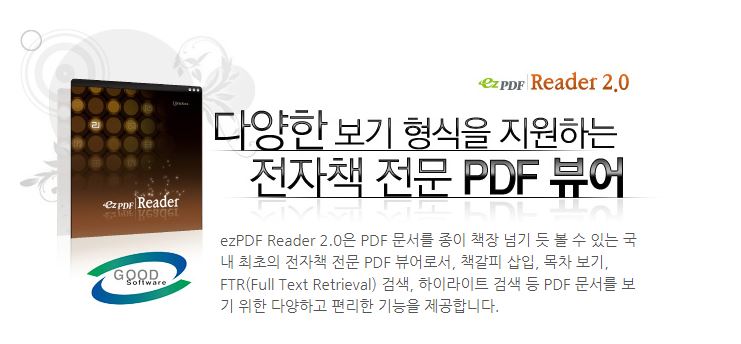 ezPDF Reader 2.0
다양한 보기 형식을 지원하는
전자책 전문 PDF 뷰어
ezPDF Reader
GOOD
Software
ezPDF Reader 2.0은 PDF 문서를 종이 책장 넘기 듯 볼 수 있는 국
내 최초의 전자책 전문 PDF 뷰어로서, 책갈피 삽입, 목차 보기,
FTR(Full Text Retrieval) 검색, 하이라이트 검색 등 PDF 문서를 보
기 위한 다양하고 편리한 기능을 제공합니다.